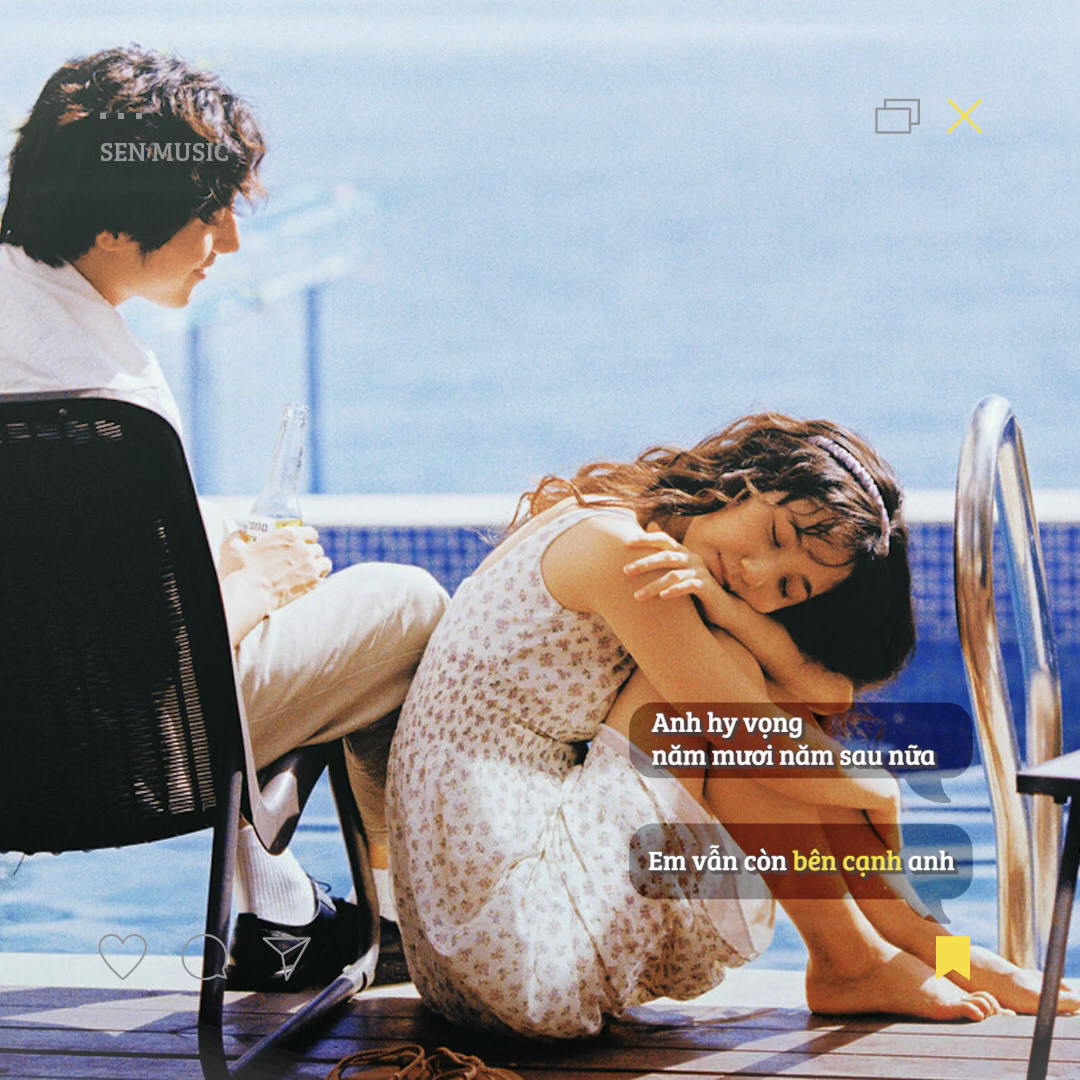 SEN MUSIC
Anh hy vọng
năm mươi năm sau nữa
Em vẫn còn bên cạnh anh